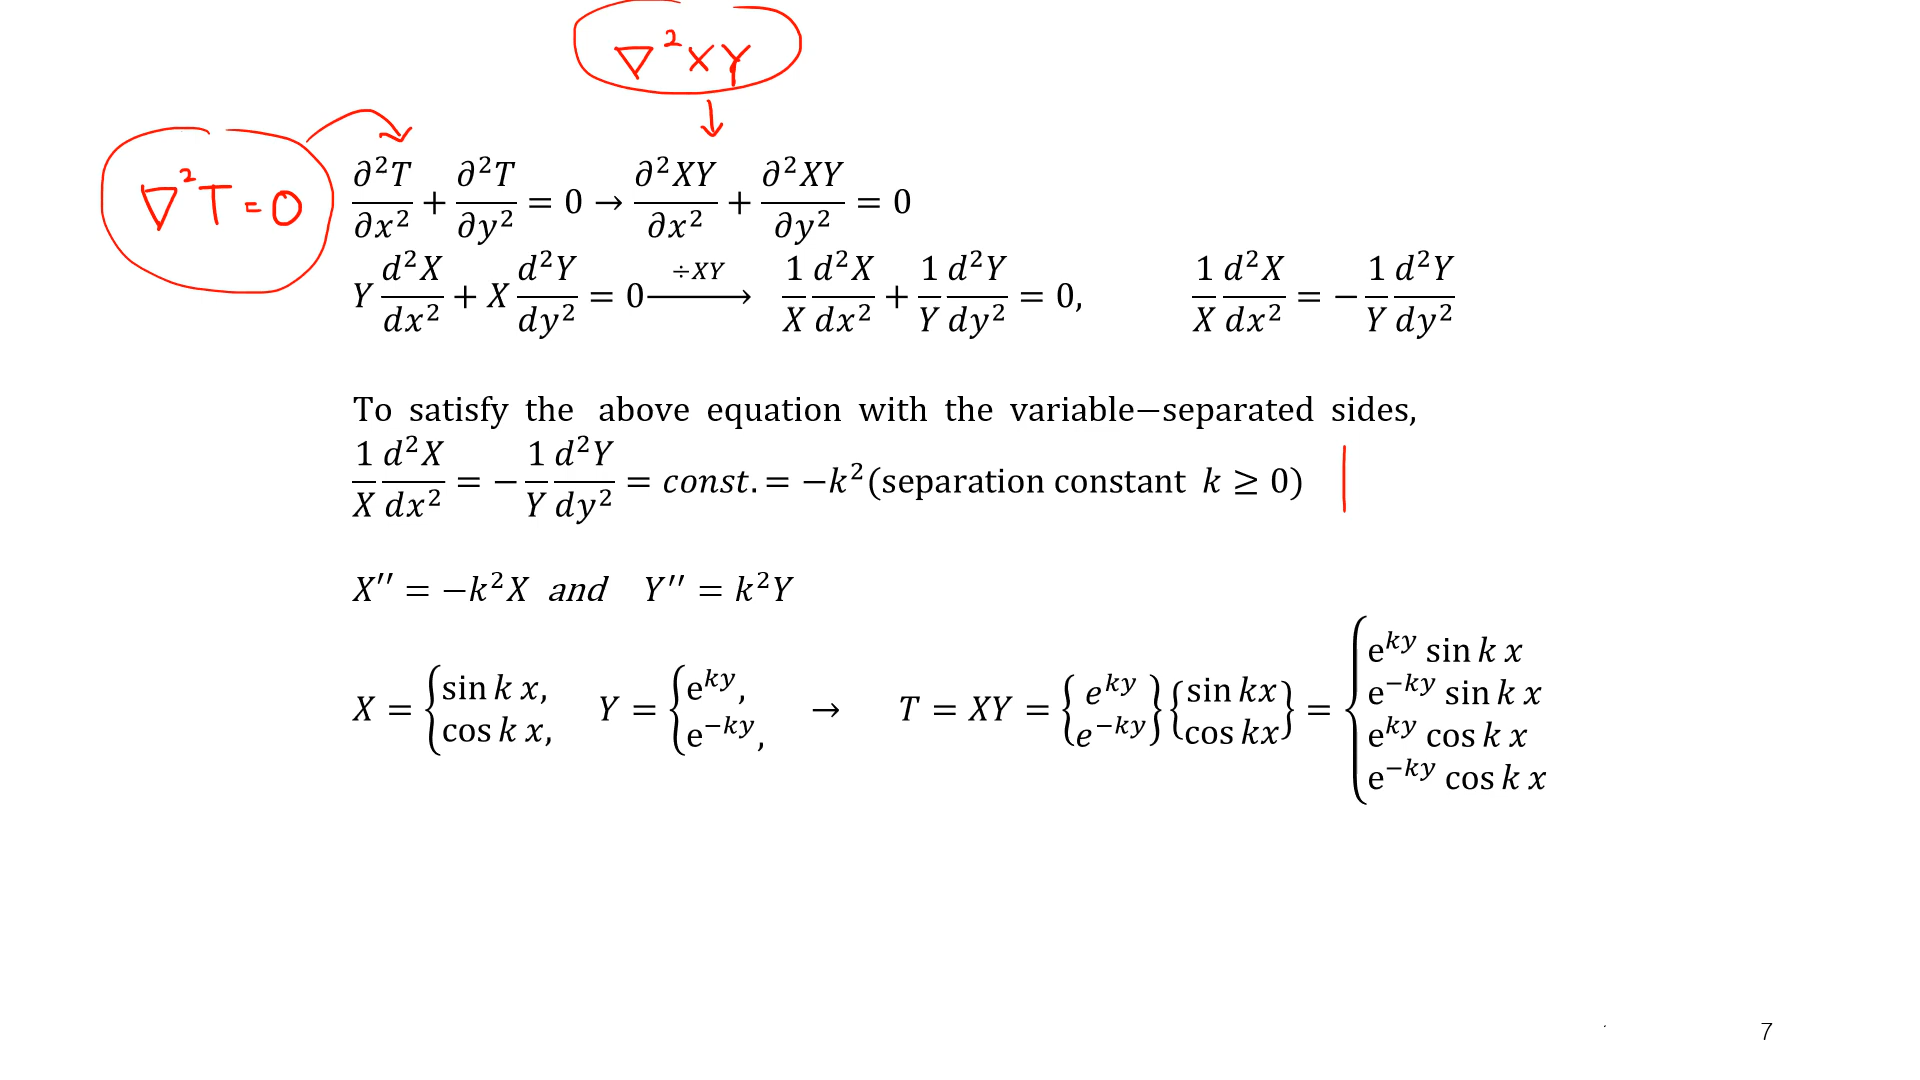 ∇²XY
∇²T = 0
∂²T/∂x² + ∂²T/∂y² = 0 → ∂²XY/∂x² + ∂²XY/∂y² = 0
Y d²X/dx² + X d²Y/dy² = 0 ÷XY⟶ 1/X d²X/dx² + 1/Y d²Y/dy² = 0, 1/X d²X/dx² = − 1/Y d²Y/dy²
To satisfy the above equation with the variable−separated sides,
1/X d²X/dx² = − 1/Y d²Y/dy² = const. = −k² (separation constant k ≥ 0)
X′′ = −k²X and Y′′ = k²Y
X = { sin k x, cos k x, Y = { e^{ky}, e^{−ky}, → T = XY = { e^{ky} e^{−ky} } { sin kx cos kx } = { e^{ky} sin k x e^{−ky} sin k x e^{ky} cos k x e^{−ky} cos k x
7